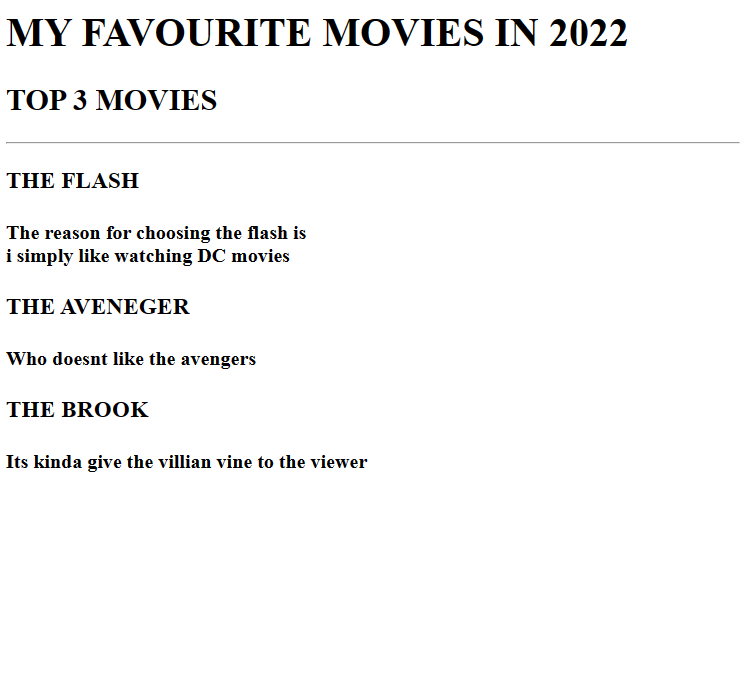 MY FAVOURITE MOVIES IN 2022
TOP 3 MOVIES
THE FLASH
The reason for choosing the flash is
i simply like watching DC movies
THE AVENEGER
Who doesnt like the avengers
THE BROOK
Its kinda give the villian vine to the viewer